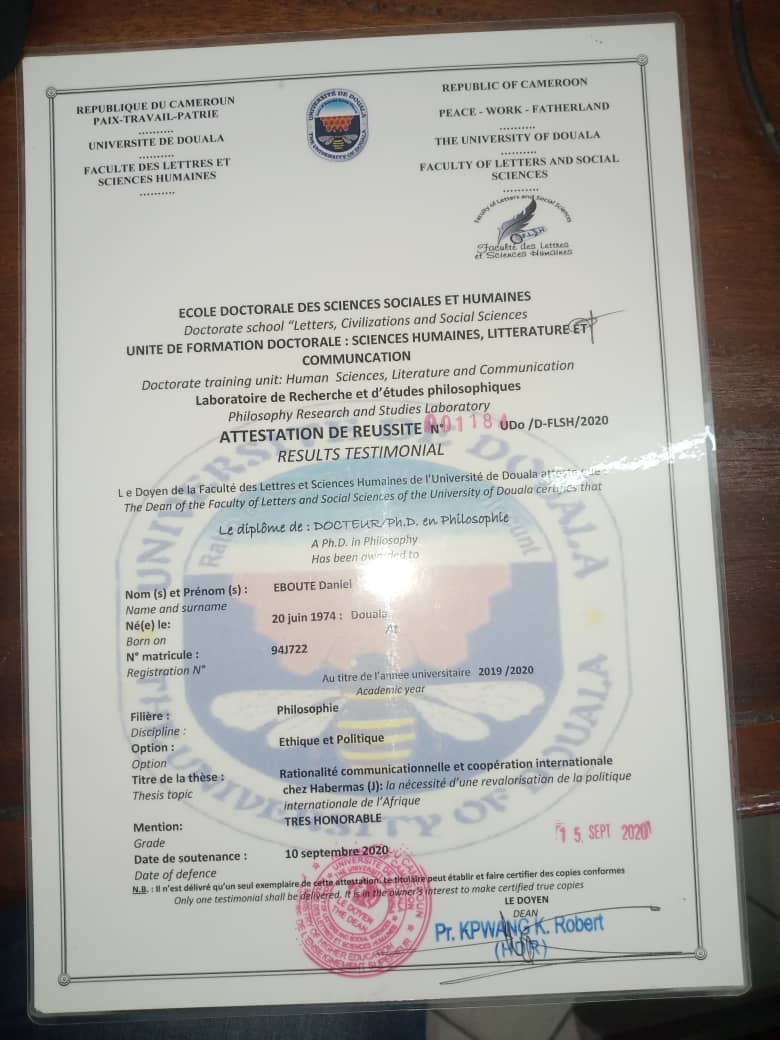 REPUBLIQUE DU CAMEROUN
PAIX-TRAVAIL-PATRIE
..........
UNIVERSITE DE DOUALA
..........
FACULTE DES LETTRES ET
SCIENCES HUMAINES
..........
UNIVERSITÉ DE DOUALA
THE UNIVERSITY OF DOUALA
REPUBLIC OF CAMEROON
PEACE - WORK - FATHERLAND
..........
THE UNIVERSITY OF DOUALA
..........
FACULTY OF LETTERS AND SOCIAL
SCIENCES
..........
Faculty of Letters and Social Sciences
Faculté des Lettres
et Sciences Humaines
ECOLE DOCTORALE DES SCIENCES SOCIALES ET HUMAINES
Doctorate school “Letters, Civilizations and Social Sciences
UNITE DE FORMATION DOCTORALE : SCIENCES HUMAINES, LITTERATURE ET
COMMUNCATION
Doctorate training unit: Human Sciences, Literature and Communication
Laboratoire de Recherche et d’études philosophiques
Philosophy Research and Studies Laboratory
ATTESTATION DE REUSSITE N° 001184 UDo /D-FLSH/2020
RESULTS TESTIMONIAL
L e Doyen de la Faculté des Lettres et Sciences Humaines de l’Université de Douala atteste que
The Dean of the Faculty of Letters and Social Sciences of the University of Douala certifies that
Le diplôme de : DOCTEUR/Ph.D. en Philosophie
A Ph.D. in Philosophy
Has been awarded to
Nom (s) et Prénom (s) : EBOUTE Daniel
Name and surname
Né(e) le: 20 juin 1974 : Douala
Born on At
N° matricule : 94J722
Registration N°
Au titre de l’année universitaire 2019 /2020
Academic year
Filière : Philosophie
Discipline :
Option : Ethique et Politique
Option
Titre de la thèse : Rationalité communicationnelle et coopération internationale
Thesis topic chez Habermas (J): la nécessité d’une revalorisation de la politique
internationale de l’Afrique
Mention: TRES HONORABLE
Grade
Date de soutenance : 10 septembre 2020
Date of defence
15 SEPT 2020
N.B. : Il n’est délivré qu’un seul exemplaire de cette attestation. Le titulaire peut établir et faire certifier des copies conformes
Only one testimonial shall be delivered. It is in the owner’s interest to make certified true copies
LE DOYEN
DEAN
Pr. KPWANG K. Robert
(HDR)
LE DOYEN
THE DEAN
UNIVERSITY OF DOUALA
THE UNIVERSITY OF DOUALA